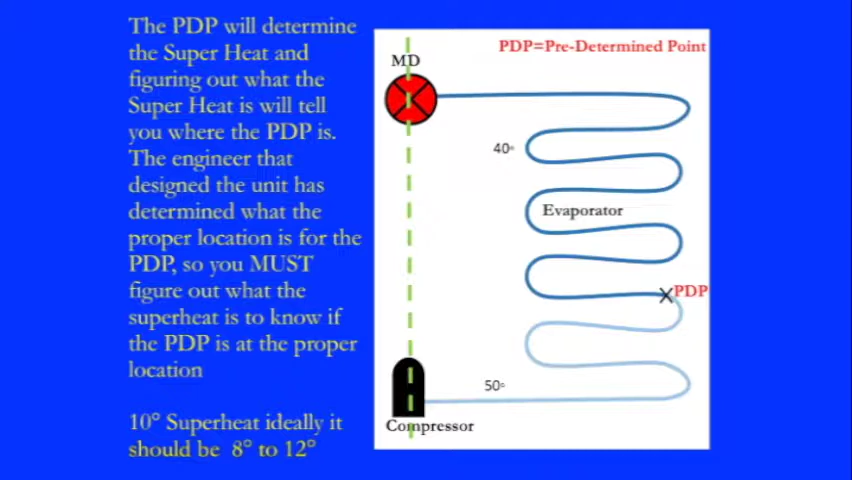 The PDP will determine
the Super Heat and
figuring out what the
Super Heat is will tell
you where the PDP is.
The engineer that
designed the unit has
determined what the
proper location is for the
PDP, so you MUST
figure out what the
superheat is to know if
the PDP is at the proper
location
10° Superheat ideally it
should be 8° to 12°
PDP=Pre-Determined Point
MD
40°
Evaporator
PDP
50°
Compressor